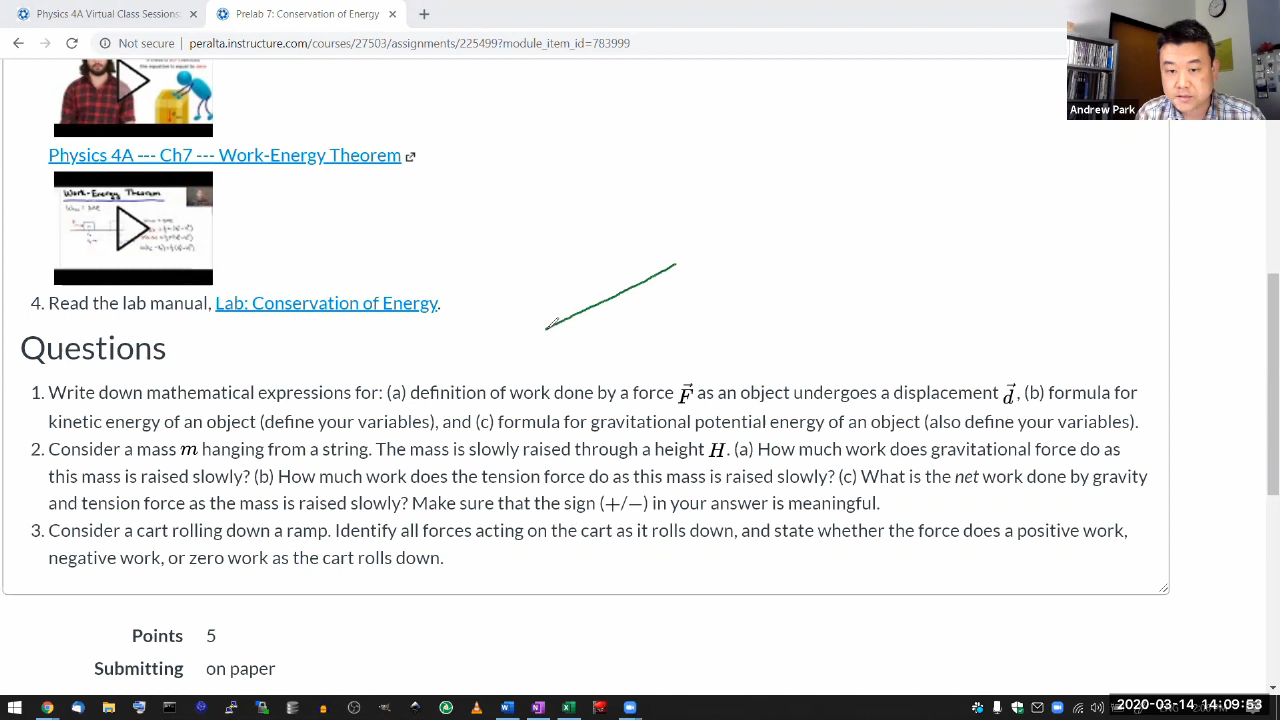 Physics 4A Virtual Class Sessions
Prelab 7: Conservation of Energy
Not secure | peralta.instructure.com/courses/27503/assignments/225499?module_item_id=783999
Andrew Park
Physics 4A --- Ch7 --- Work-Energy Theorem
Work-Energy Theorem
4. Read the lab manual, Lab: Conservation of Energy.
Questions
1. Write down mathematical expressions for: (a) definition of work done by a force F⃗ as an object undergoes a displacement d⃗, (b) formula for
kinetic energy of an object (define your variables), and (c) formula for gravitational potential energy of an object (also define your variables).
2. Consider a mass m hanging from a string. The mass is slowly raised through a height H. (a) How much work does gravitational force do as
this mass is raised slowly? (b) How much work does the tension force do as this mass is raised slowly? (c) What is the net work done by gravity
and tension force as the mass is raised slowly? Make sure that the sign (+/−) in your answer is meaningful.
3. Consider a cart rolling down a ramp. Identify all forces acting on the cart as it rolls down, and state whether the force does a positive work,
negative work, or zero work as the cart rolls down.
Points 5
Submitting on paper
2020-03-14 14:09:53